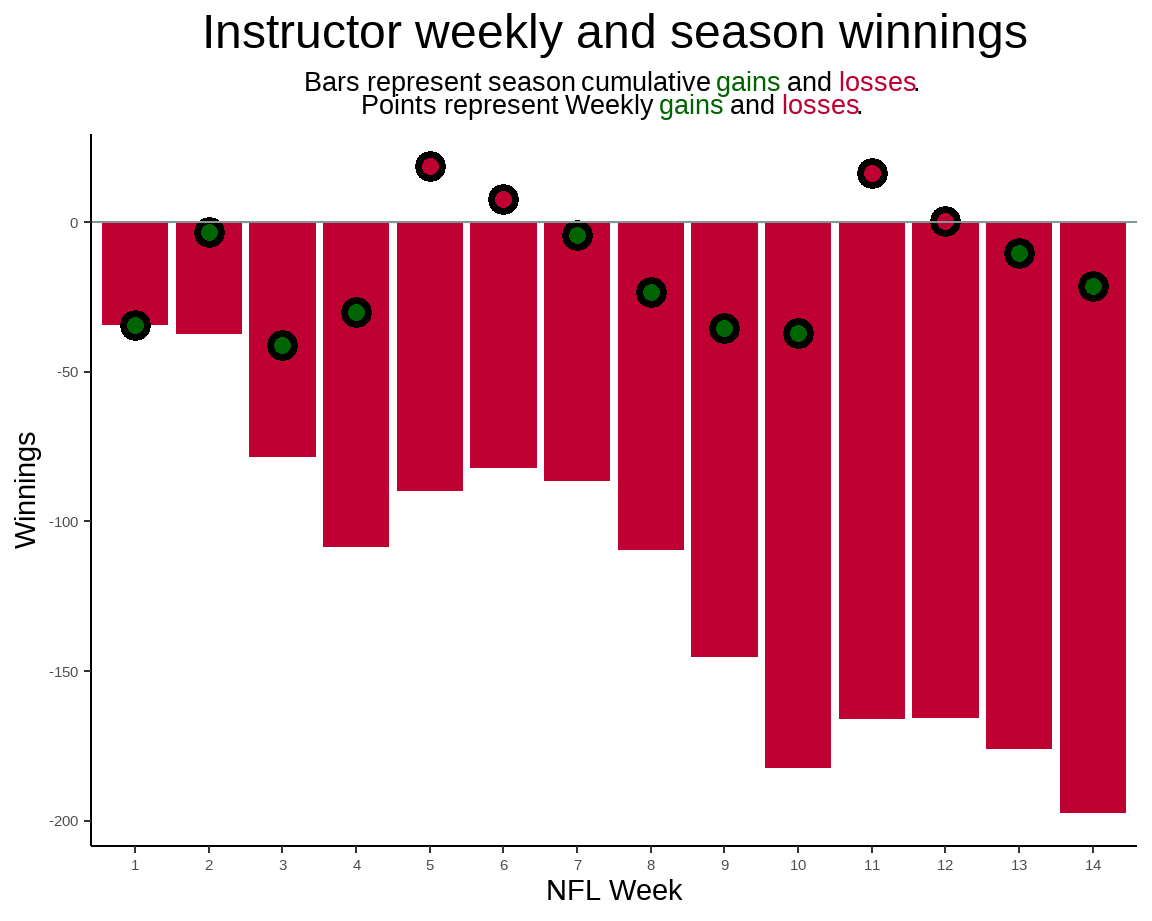 Instructor weekly and season winnings
Bars represent season cumulative gains and losses.
Points represent Weekly gains and losses.
Winnings
0
-50
-100
-150
-200
1 2 3 4 5 6 7 8 9 10 11 12 13 14
NFL Week